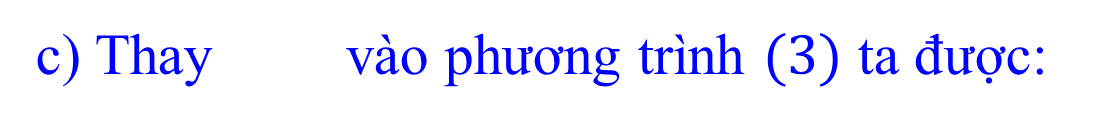 c) Thay vào phương trình (3) ta được: